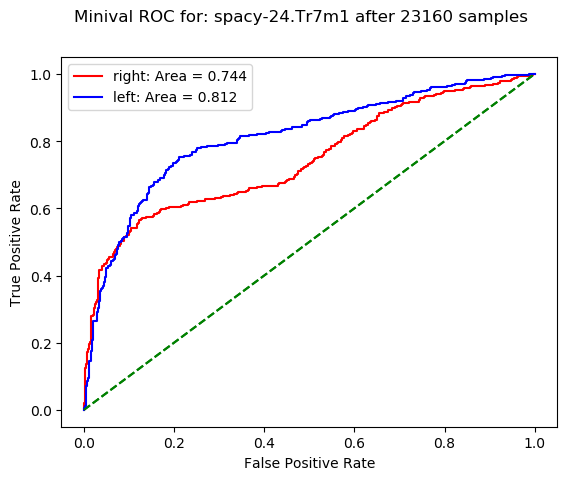 Minival ROC for: spacy-24.Tr7m1 after 23160 samples
right: Area = 0.744
left: Area = 0.812
1.0
0.8
0.6
0.4
0.2
0.0
True Positive Rate
0.0 0.2 0.4 0.6 0.8 1.0
False Positive Rate